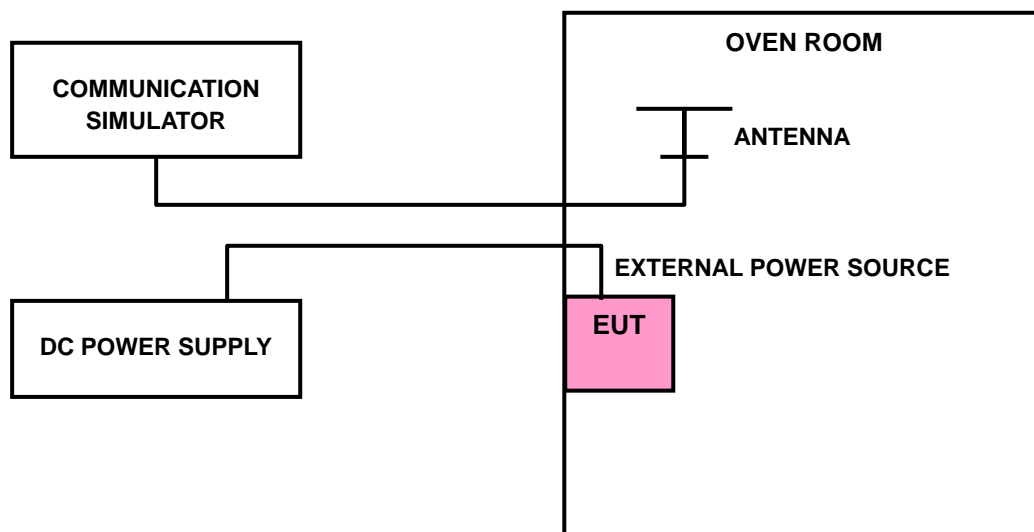 OVEN ROOM
COMMUNICATION
SIMULATOR
ANTENNA
EXTERNAL POWER SOURCE
EUT
DC POWER SUPPLY